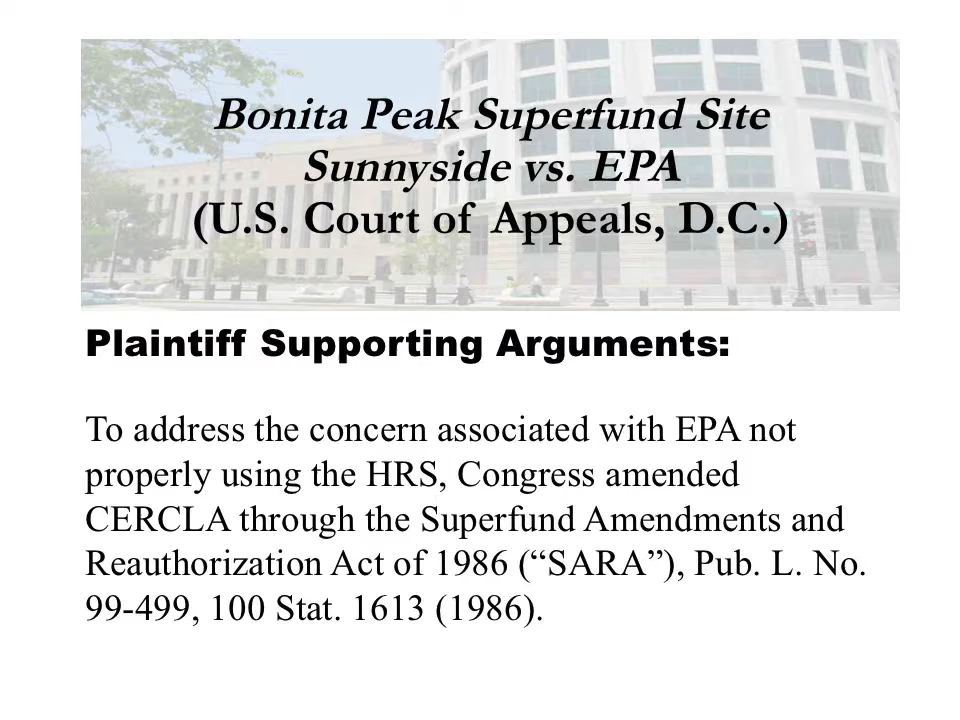 Bonita Peak Superfund Site
Sunnyside vs. EPA
(U.S. Court of Appeals, D.C.)
Plaintiff Supporting Arguments:
To address the concern associated with EPA not
properly using the HRS, Congress amended
CERCLA through the Superfund Amendments and
Reauthorization Act of 1986 (“SARA”), Pub. L. No.
99-499, 100 Stat. 1613 (1986).